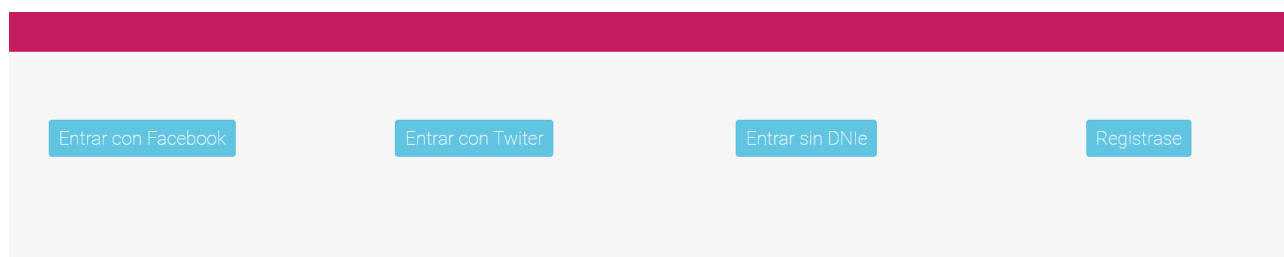 Entrar con Facebook
Entrar con Twiter
Entrar sin DNIe
Registrase